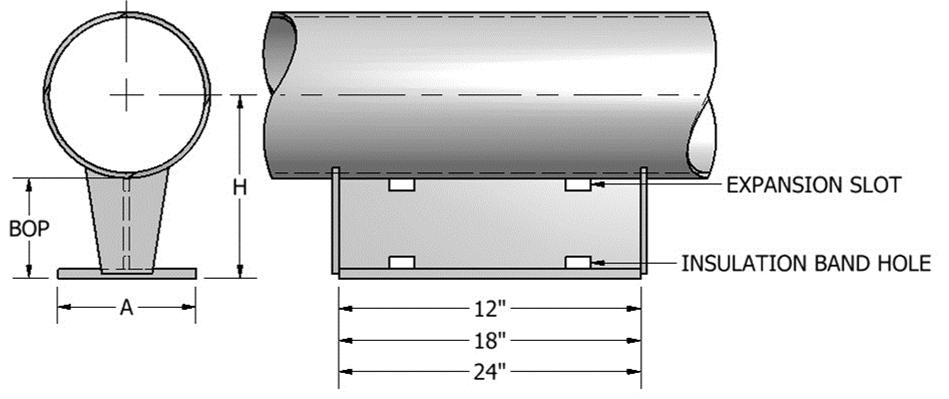 H
BOP
EXPANSION SLOT
INSULATION BAND HOLE
A
12"
18"
24"